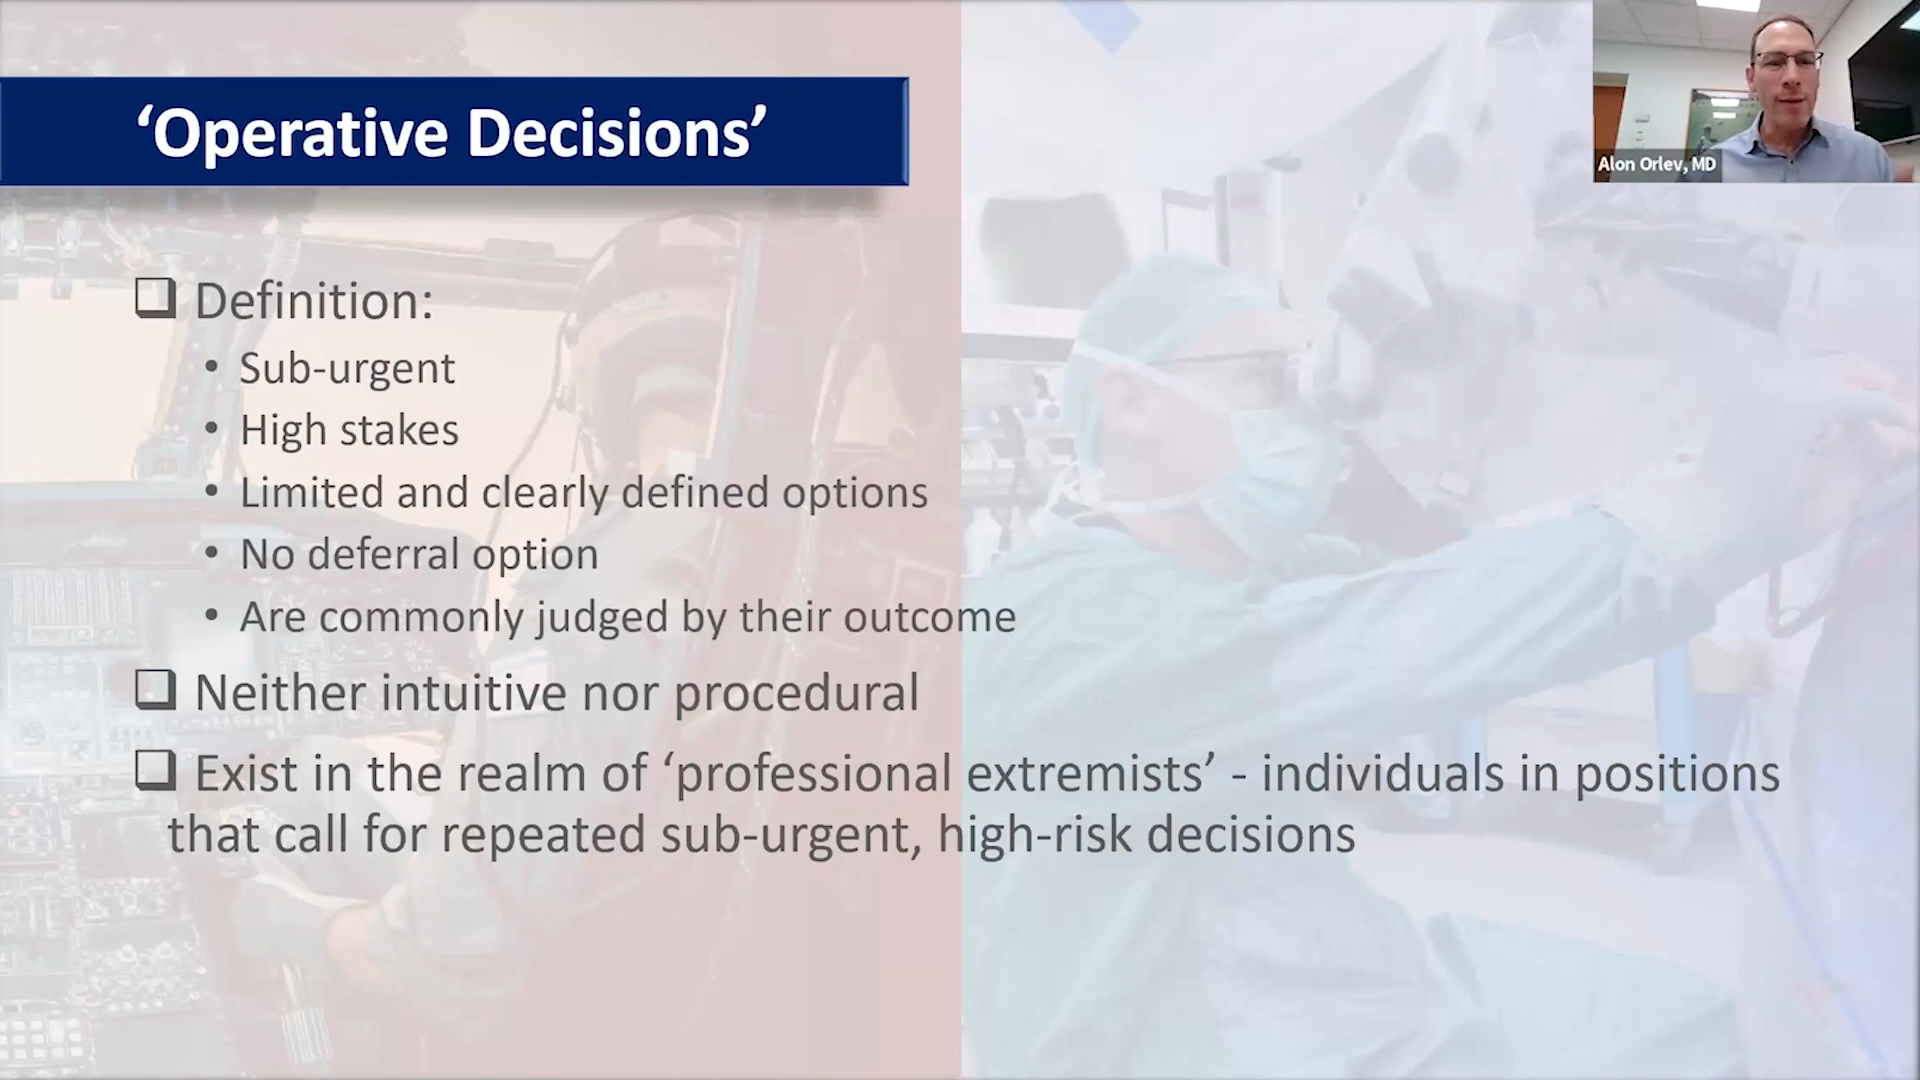 ‘Operative Decisions’
Alon Orlev, MD
❑ Definition:
• Sub-urgent
• High stakes
• Limited and clearly defined options
• No deferral option
• Are commonly judged by their outcome
❑ Neither intuitive nor procedural
❑ Exist in the realm of ‘professional extremists’ - individuals in positions
that call for repeated sub-urgent, high-risk decisions